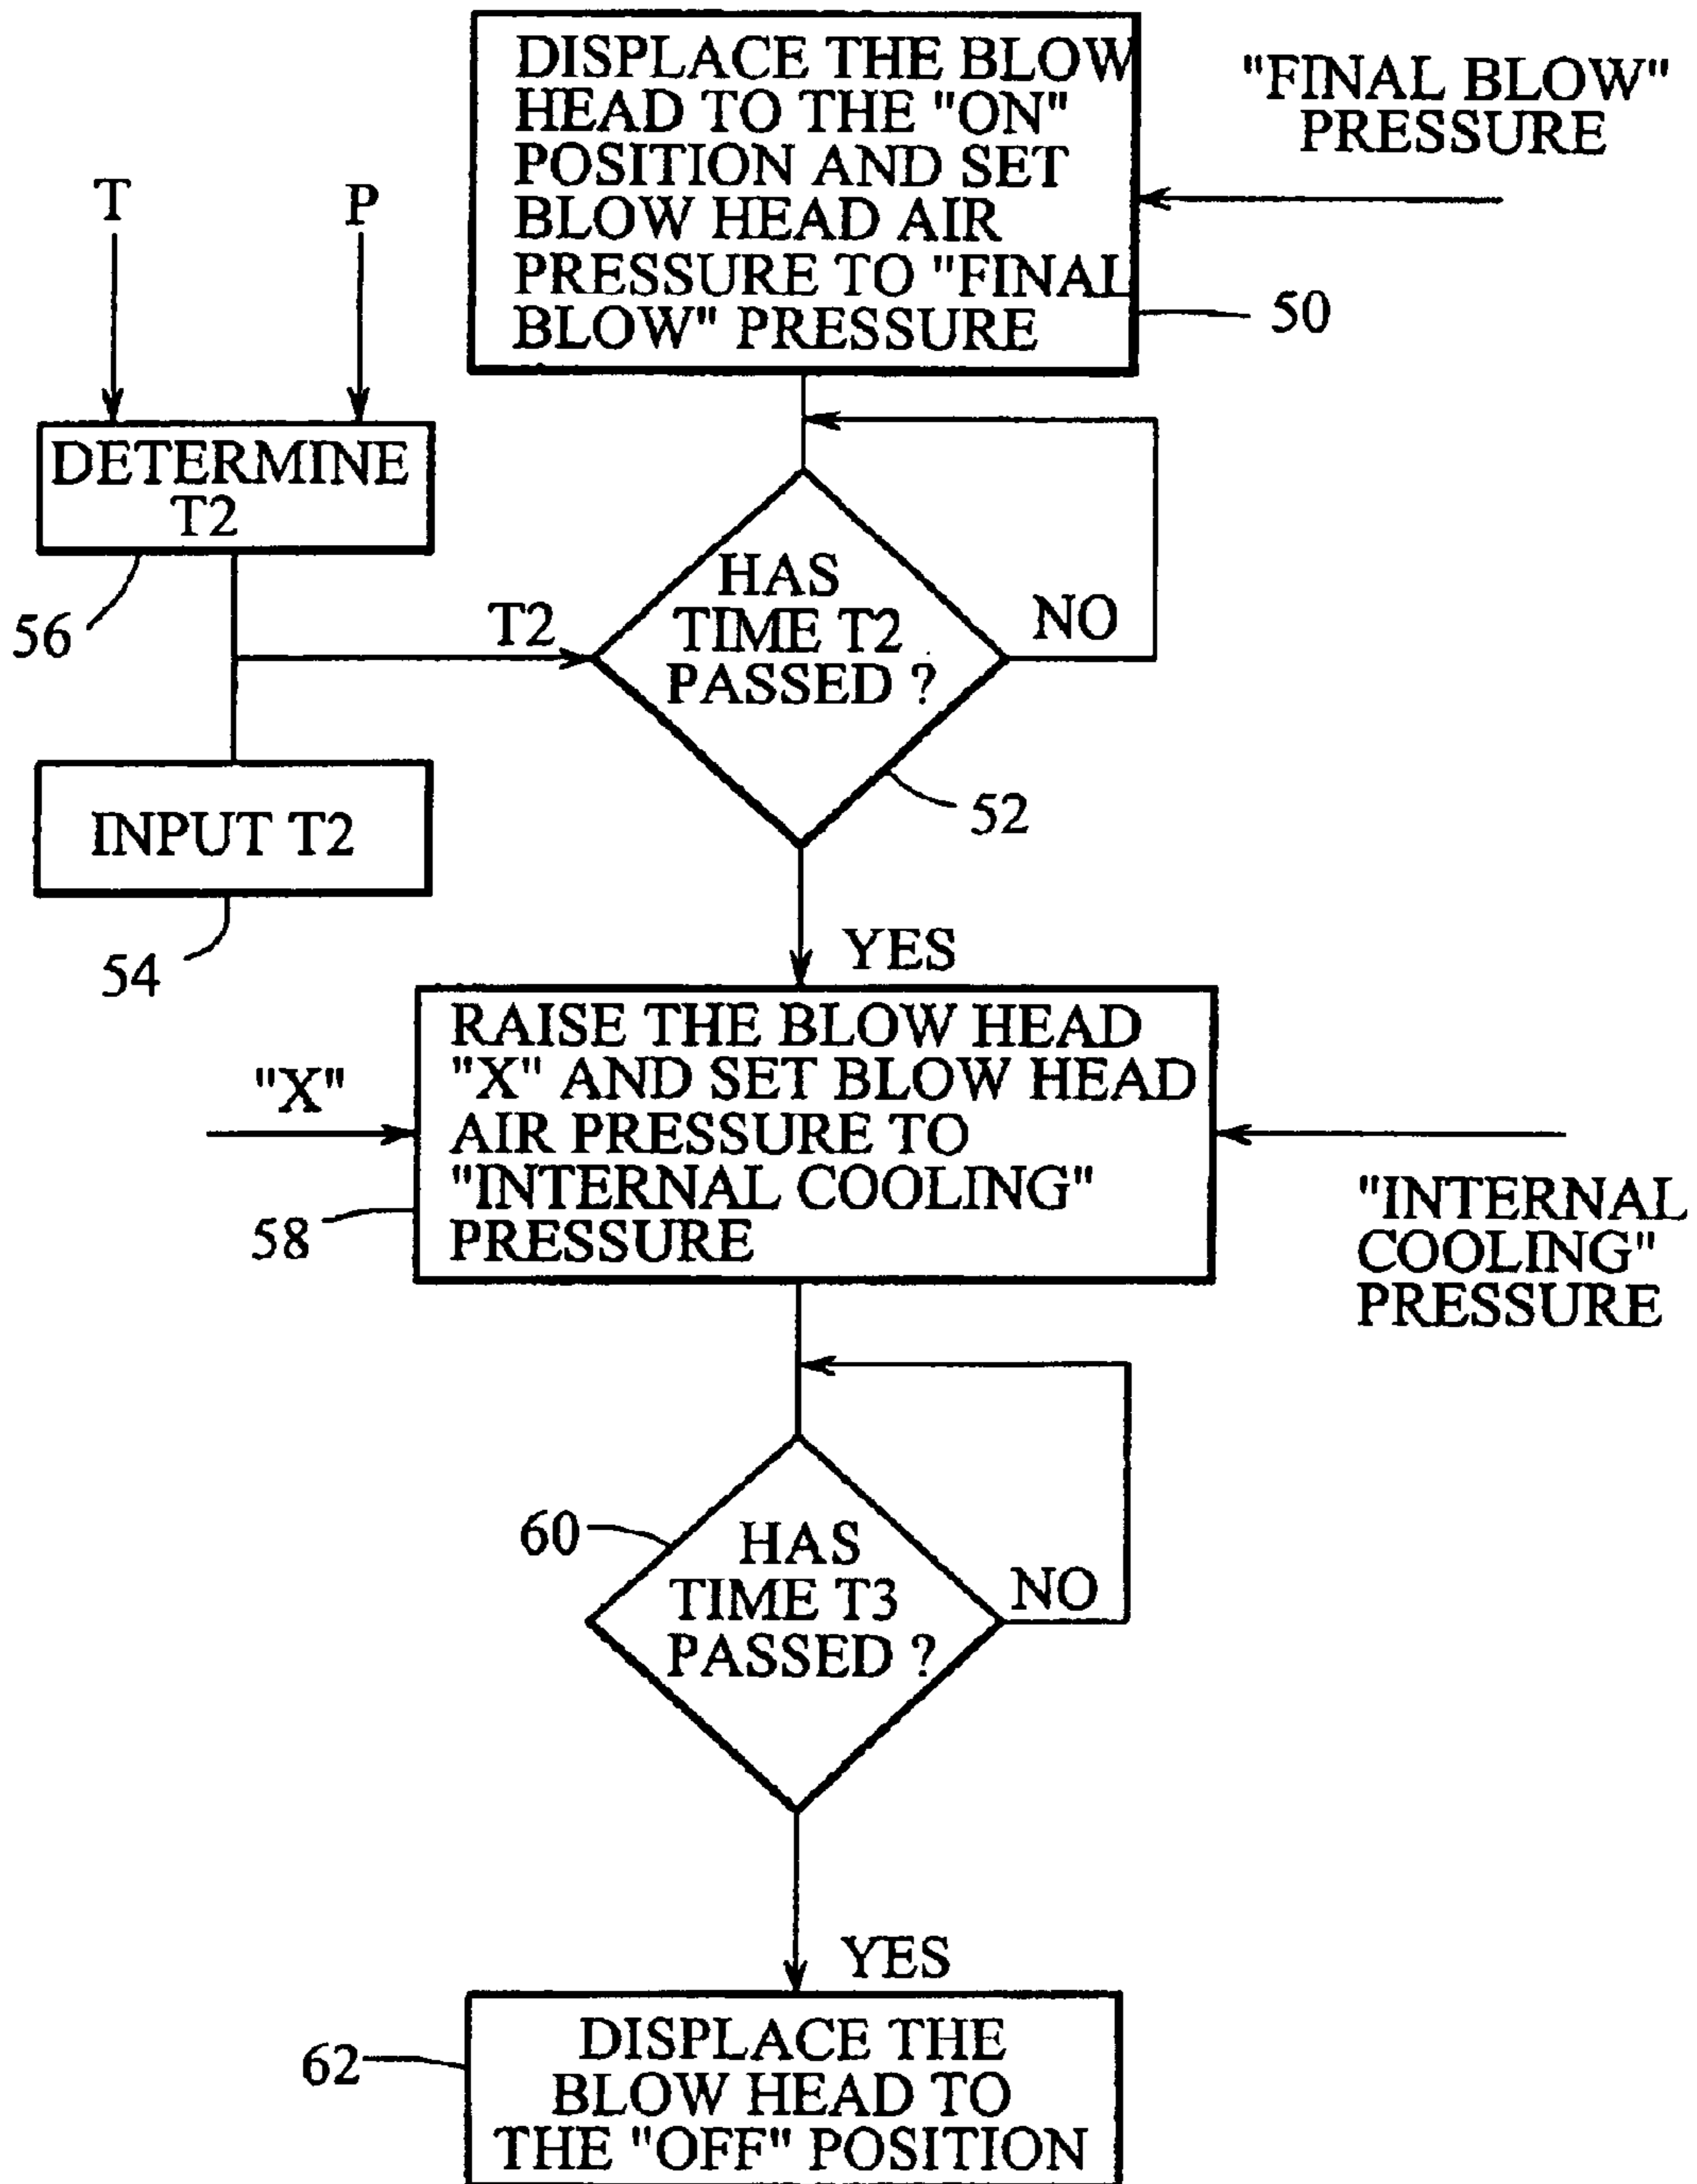 DISPLACE THE BLOW
HEAD TO THE "ON"
POSITION AND SET
BLOW HEAD AIR
PRESSURE TO "FINAL
BLOW" PRESSURE
"FINAL BLOW"
PRESSURE
50
T
P
DETERMINE
T2
56
T2
HAS
TIME T2
PASSED ?
NO
52
INPUT T2
54
YES
RAISE THE BLOW HEAD
"X" AND SET BLOW HEAD
AIR PRESSURE TO
"INTERNAL COOLING"
PRESSURE
"X"
58
"INTERNAL
COOLING"
PRESSURE
60
HAS
TIME T3
PASSED ?
NO
YES
62
DISPLACE THE
BLOW HEAD TO
THE "OFF" POSITION